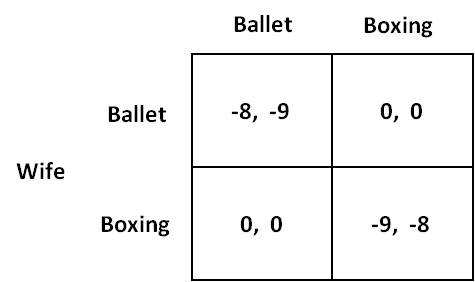 Ballet Boxing
Ballet -8, -9 0, 0
Wife
Boxing 0, 0 -9, -8